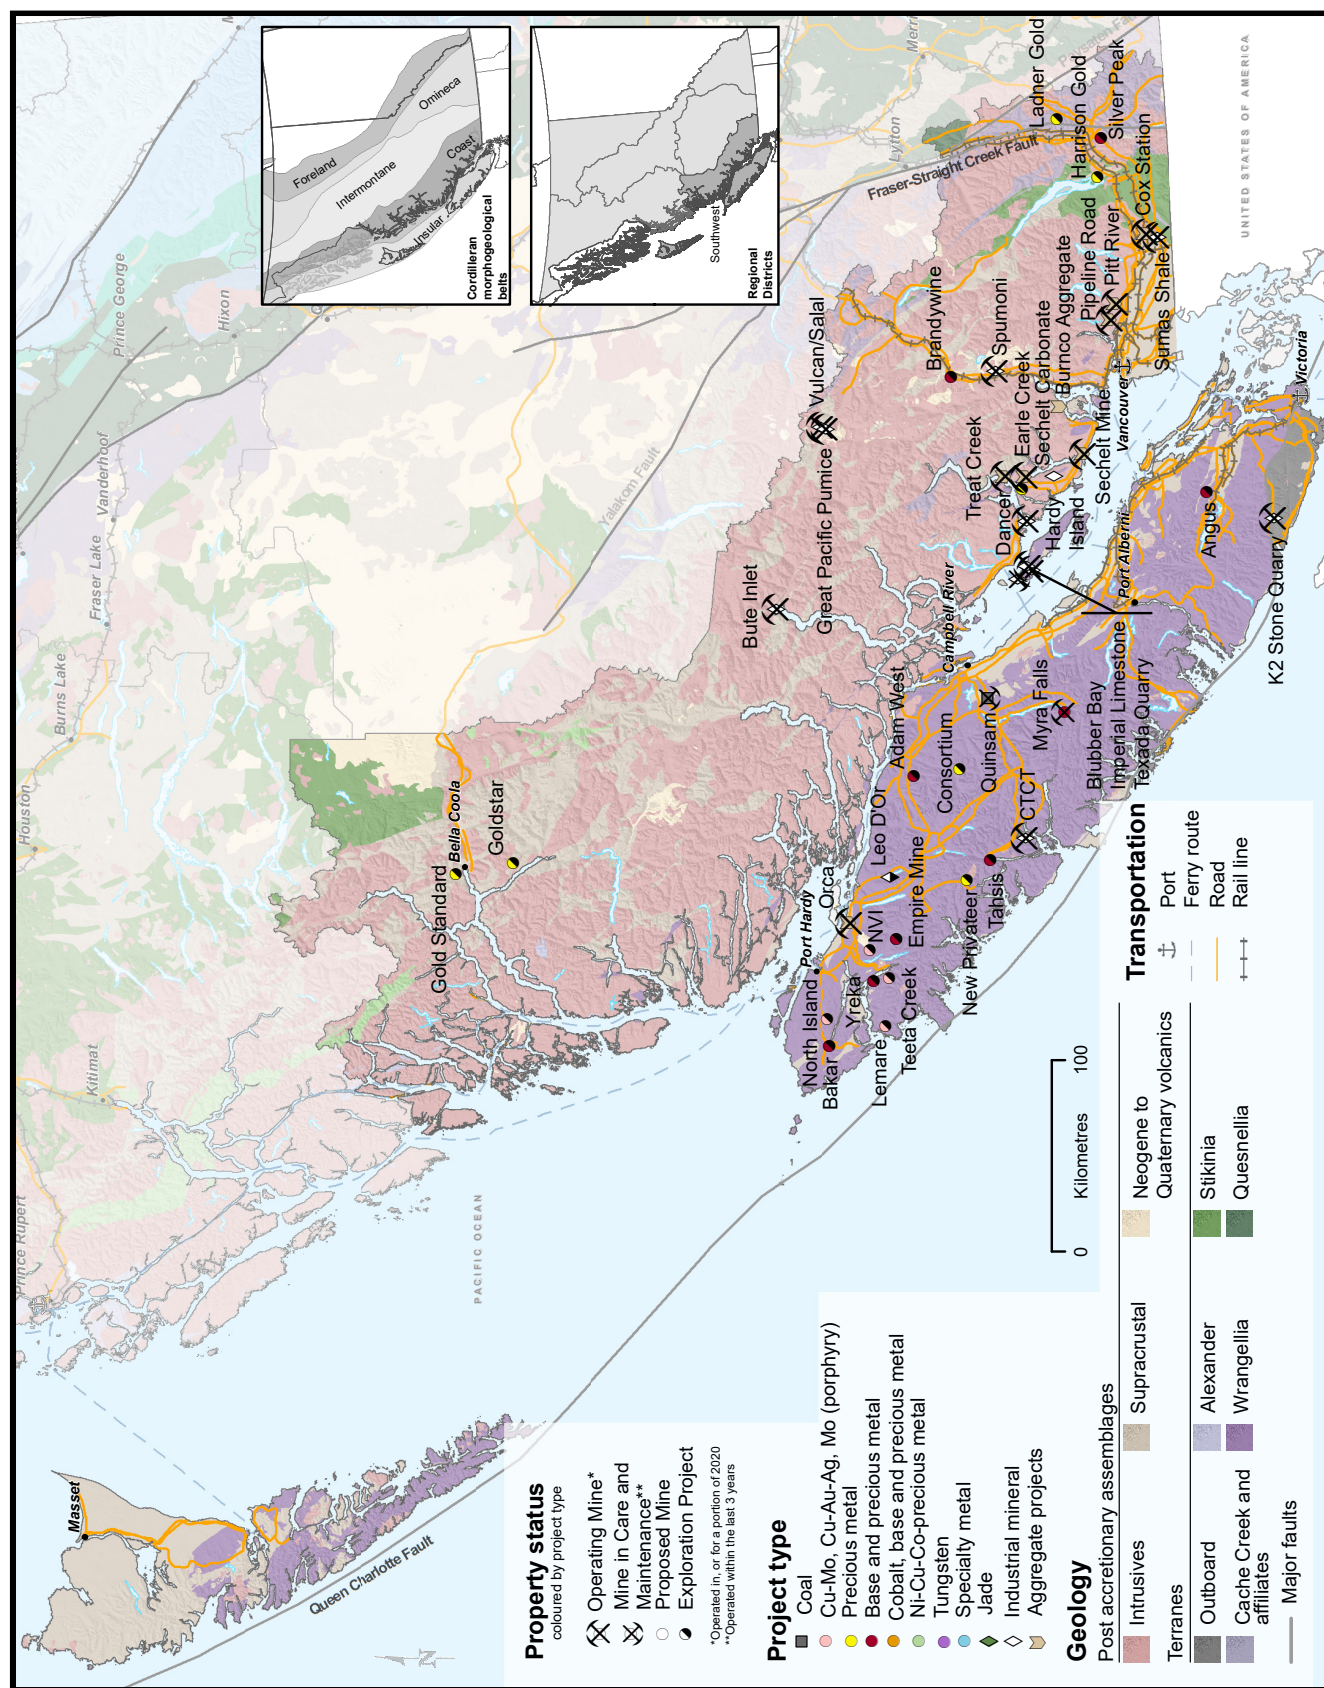 Prince Rupert
Kitimat
Houston
Burns Lake
Fraser Lake
Vanderhoof
Prince George
Hixon
Lytton
Yalakom Fault
Fraser-Straight Creek Fault
UNITED STATES OF AMERICA
PACIFIC OCEAN
Masset
Queen Charlotte Fault
Foreland
Omineca
Intermontane
Coast
Insular
Cordilleran
morphogeological
belts
Southwest
Regional
Districts
Bella Coola
Gold Standard
Goldstar
Bute Inlet
Great Pacific Pumice
Vulcan/Salal
Brandywine
Spumoni
Treat Creek
Earle Creek
Sechelt Carbonate
Burnco Aggregate
Pipeline Road
Pitt River
Harrison Gold
Ladner Gold
Silver Peak
Cox Station
Sumas Shale
Dancer
Hardy
Island
Sechelt Mine
Vancouver
Victoria
Port Alberni
Campbell River
Angus
K2 Stone Quarry
Blubber Bay
Imperial Limestone
Texada Quarry
Adam West
Consortium
Quinsam
Myra Falls
CTCT
Leo D'Or
Empire Mine
Orca
Port Hardy
NVI
New Privateer
Tahsis
North Island
Bakar
Yreka
Lemare
Teeta Creek
0
100
Kilometres
Property status
coloured by project type
Operating Mine*
Mine in Care and
Maintenance**
Proposed Mine
Exploration Project
*Operated in, or for a portion of 2020
**Operated within the last 3 years
Project type
Coal
Cu-Mo, Cu-Au-Ag, Mo (porphyry)
Precious metal
Base and precious metal
Cobalt, base and precious metal
Ni-Cu-Co-precious metal
Tungsten
Specialty metal
Jade
Industrial mineral
Aggregate projects
Geology
Post accretionary assemblages
Intrusives
Supracrustal
Neogene to
Quaternary volcanics
Terranes
Outboard
Alexander
Stikinia
Cache Creek and
affiliates
Wrangellia
Quesnellia
Major faults
Transportation
Port
Ferry route
Road
Rail line